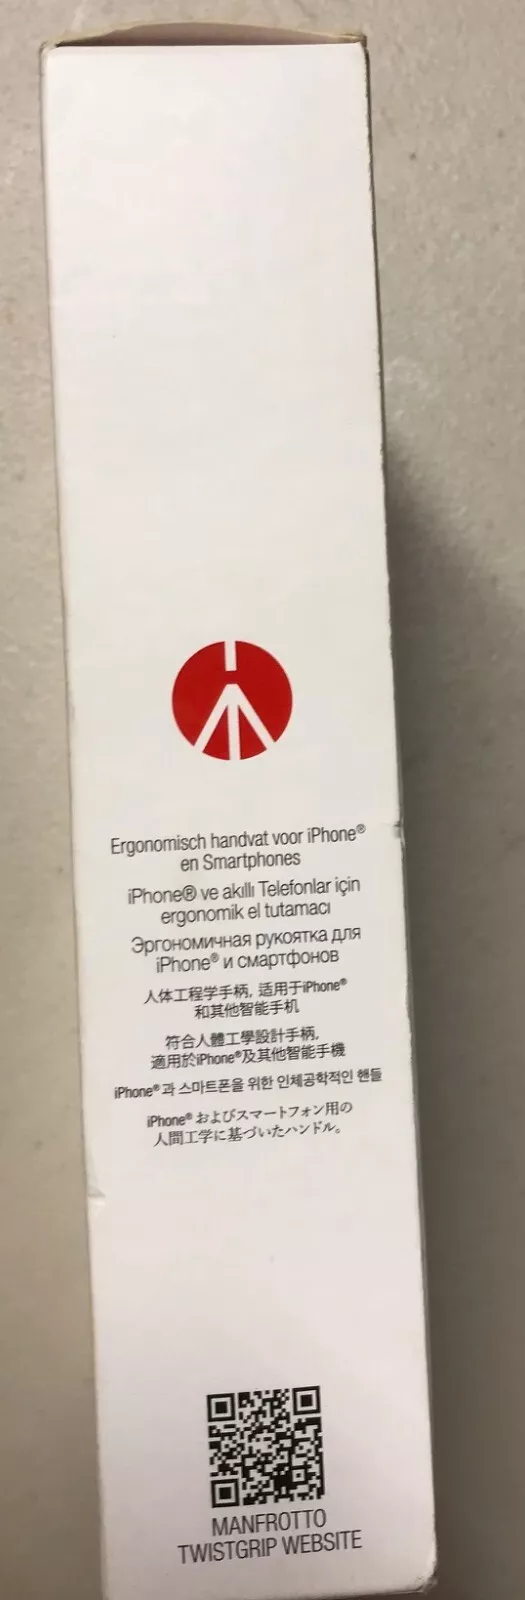 Ergonomisch handvat voor iPhone®
en Smartphones
iPhone® ve akıllı Telefonlar için
ergonomik el tutamacı
Эргономичная рукоятка для
iPhone® и смартфонов
人体工程学手柄, 适用于iPhone®
和其他智能手机
符合人體工學設計手柄,
適用於iPhone®及其他智能手機
iPhone® 과 스마트폰을 위한 인체공학적인 핸들
iPhone® およびスマートフォン用の
人間工学に基づいたハンドル。
MANFROTTO
TWISTGRIP WEBSITE